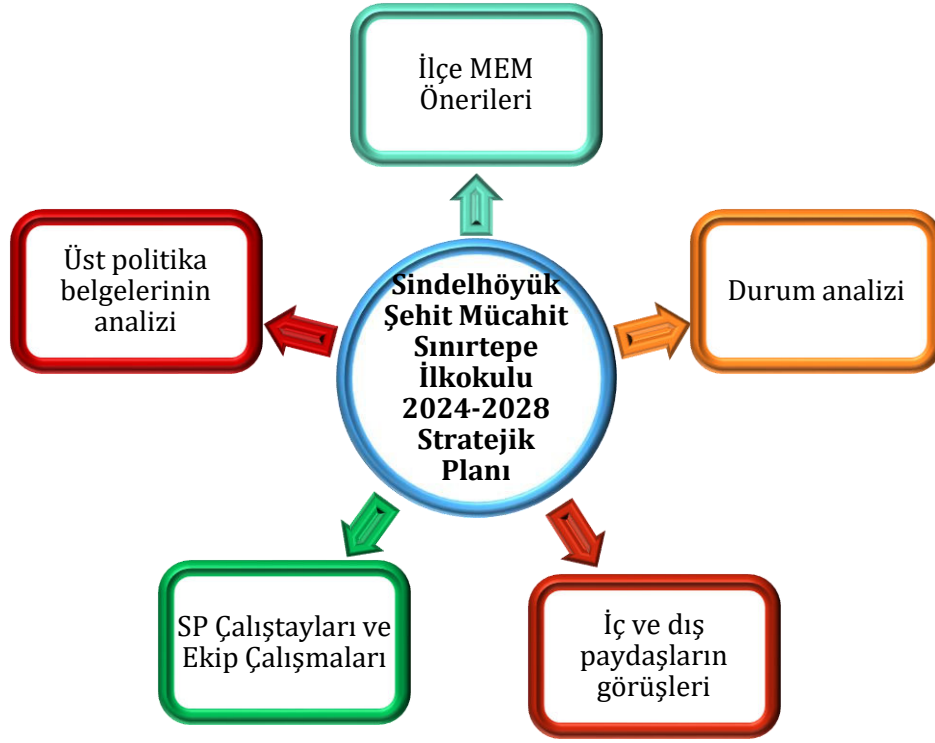 İlçe MEM
Önerileri
Üst politika
belgelerinin
analizi
Sindelhöyük
Şehit Mücahit
Sınırtepe
İlkokulu
2024-2028
Stratejik
Planı
Durum analizi
SP Çalıştayları ve
Ekip Çalışmaları
İç ve dış
paydaşların
görüşleri